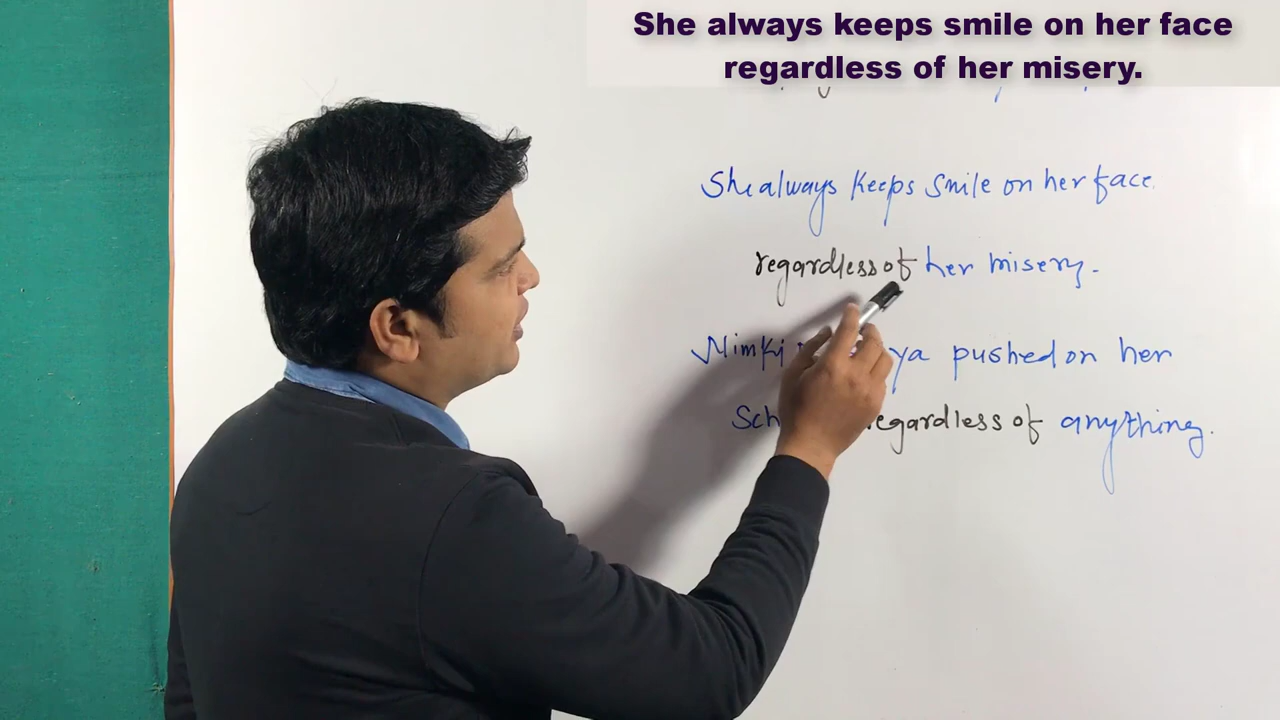 She always keeps smile on her face
regardless of her misery.
She always keeps smile on her face
regardless of her misery.
Nimki pushed on her
regardless of anything.